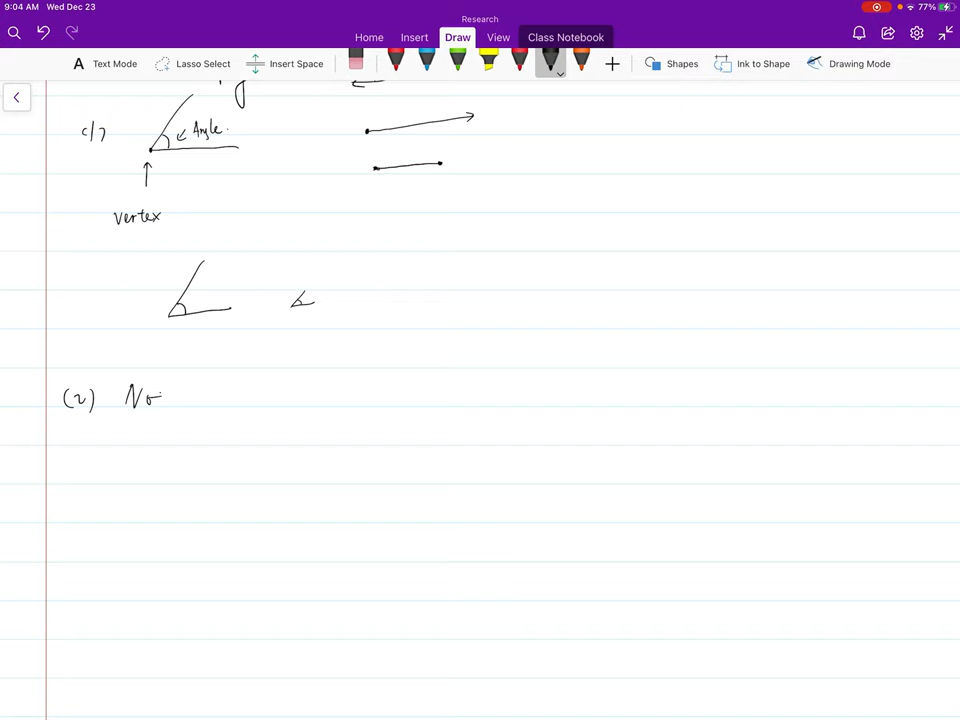 9:04 AM Wed Dec 23
77%
Research
Home Insert Draw View Class Notebook
A Text Mode Lasso Select Insert Space Shapes Ink to Shape Drawing Mode
Angle.
vertex
(2) No